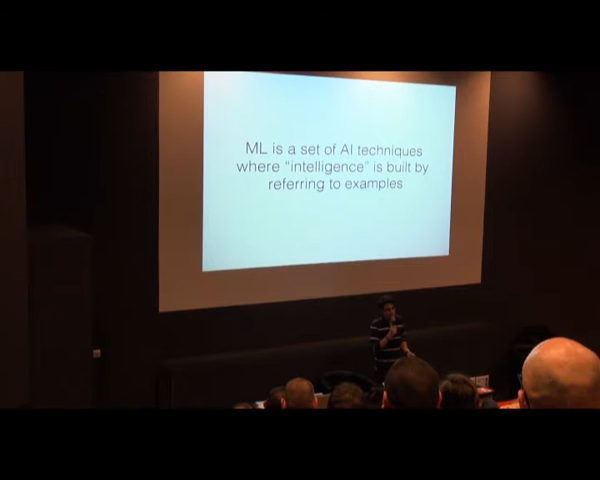 ML is a set of AI techniques
where “intelligence” is built by
referring to examples